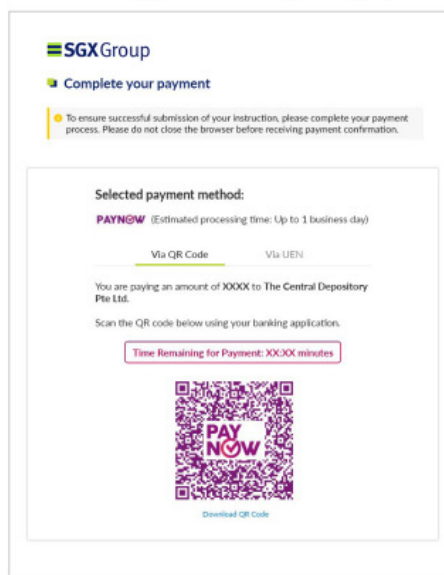 SGXGroup
Complete your payment
To ensure successful submission of your instruction, please complete your payment
process. Please do not close the browser before receiving payment confirmation.
Selected payment method:
PAYNOW (Estimated processing time: Up to 1 business day)
Via QR Code Via UEN
You are paying an amount of XXXX to The Central Depository
Pte Ltd.
Scan the QR code below using your banking application.
Time Remaining for Payment: XX:XX minutes
PAY
NOW
Download QR Code